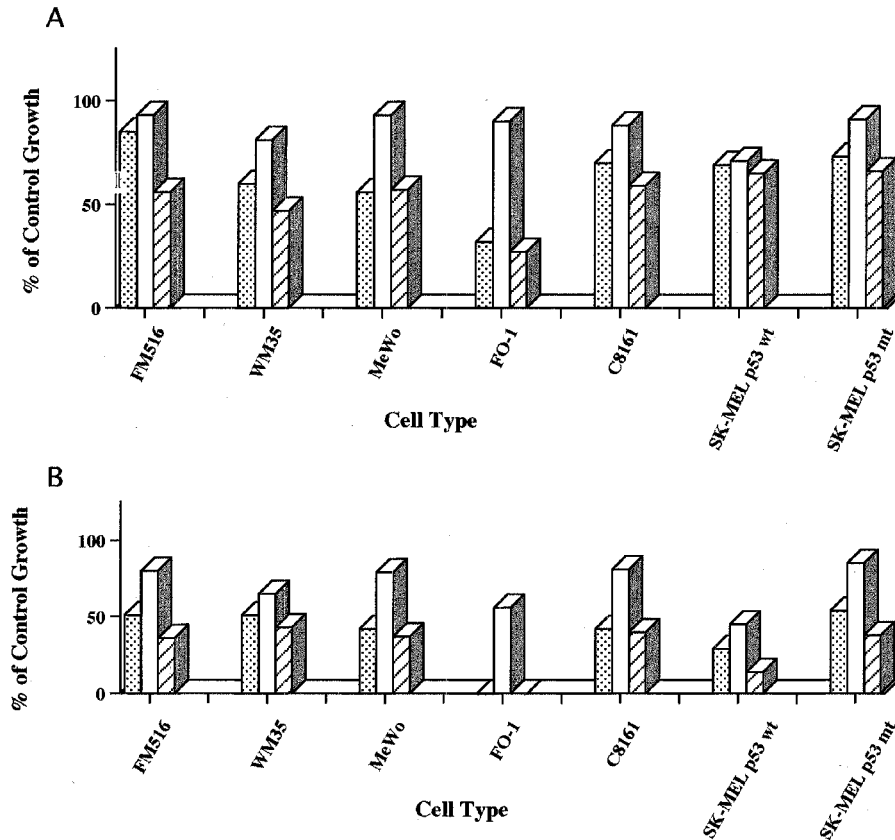 A
% of Control Growth
100
50
0
FM516
WM35
MeWo
FO-1
C8161
SK-MEL p53 wt
SK-MEL p53 mt
Cell Type
B
% of Control Growth
100
50
0
FM516
WM35
MeWo
FO-1
C8161
SK-MEL p53 wt
SK-MEL p53 mt
Cell Type